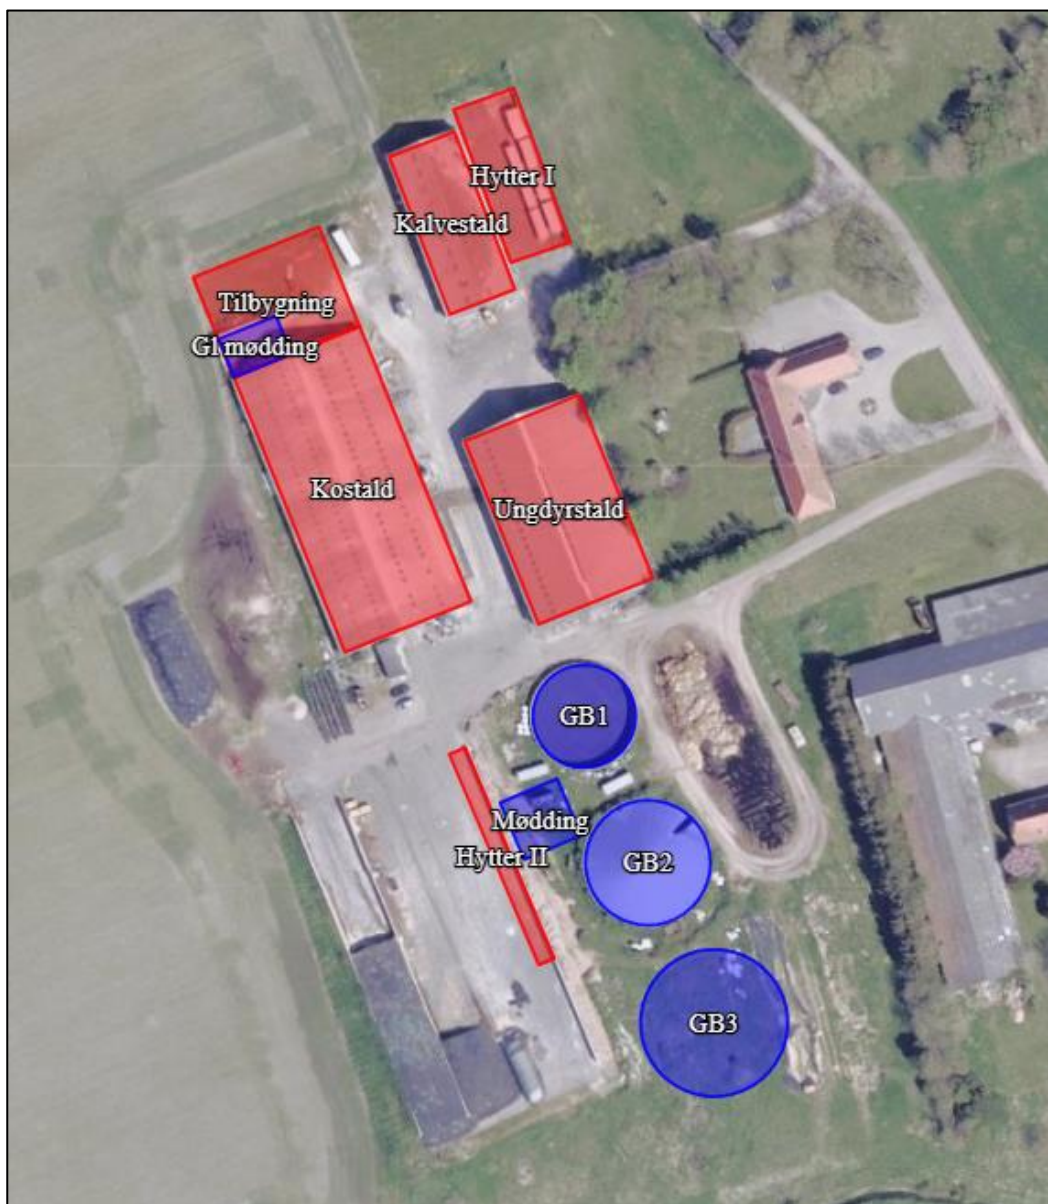 Hytter I
Kalvestald
Tilbygning
Gl mødding
Kostald
Ungdyrstald
GB1
Mødding
Hytter II
GB2
GB3